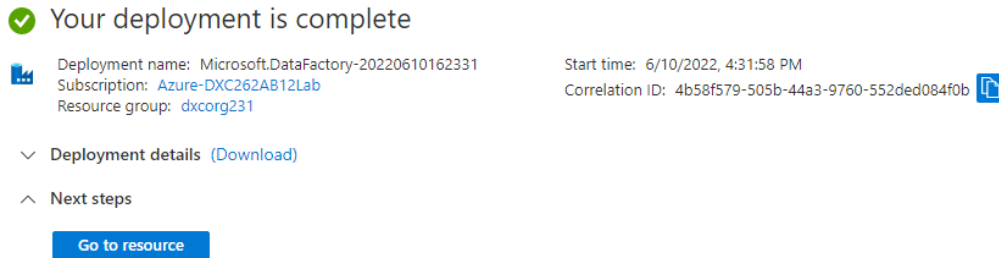 Your deployment is complete
Deployment name: Microsoft.DataFactory-20220610162331
Subscription: Azure-DXC262AB12Lab
Resource group: dxcorg231
Start time: 6/10/2022, 4:31:58 PM
Correlation ID: 4b58f579-505b-44a3-9760-552ded084f0b
Deployment details (Download)
Next steps
Go to resource